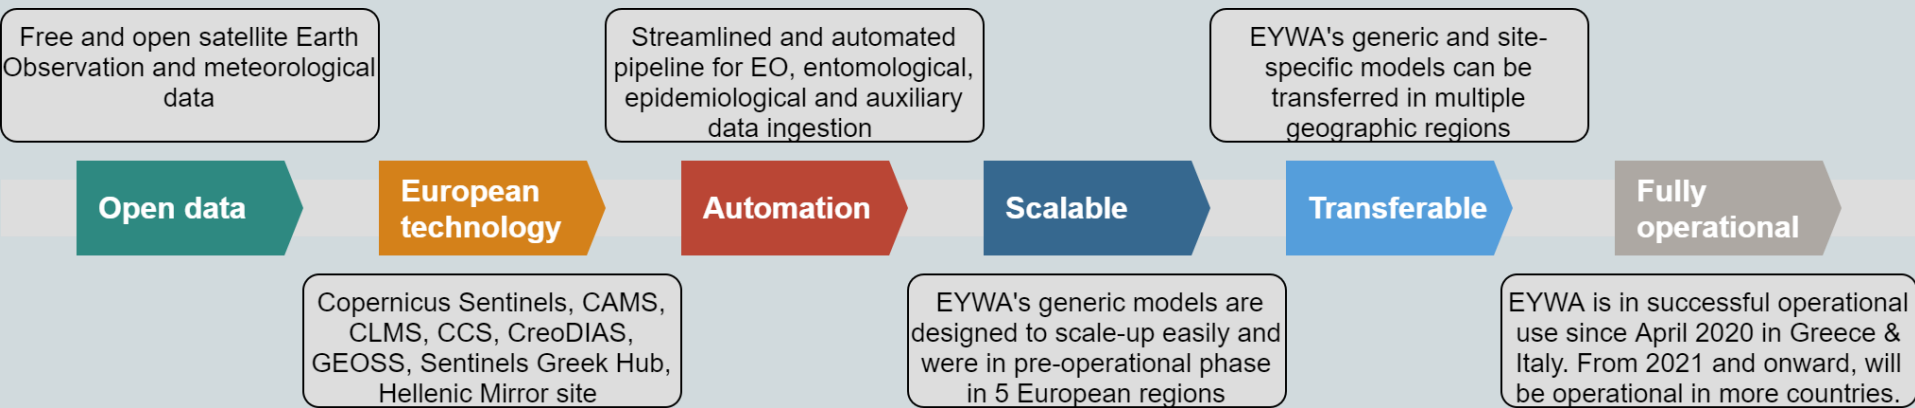 Free and open satellite Earth
Observation and meteorological
data
Streamlined and automated
pipeline for EO, entomological,
epidemiological and auxiliary
data ingestion
EYWA's generic and site-
specific models can be
transferred in multiple
geographic regions
Open data
European
technology
Automation
Scalable
Transferable
Fully
operational
Copernicus Sentinels, CAMS,
CLMS, CCS, CreoDIAS,
GEOSS, Sentinels Greek Hub,
Hellenic Mirror site
EYWA's generic models are
designed to scale-up easily and
were in pre-operational phase
in 5 European regions
EYWA is in successful operational
use since April 2020 in Greece &
Italy. From 2021 and onward, will
be operational in more countries.